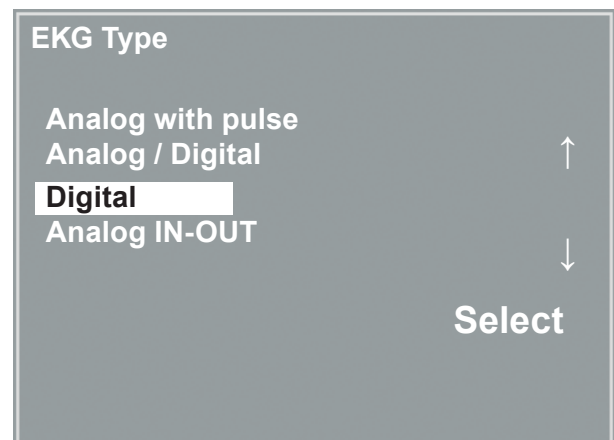 EKG Type
Analog with pulse
Analog / Digital
↑
Digital
Analog IN-OUT
↓
Select